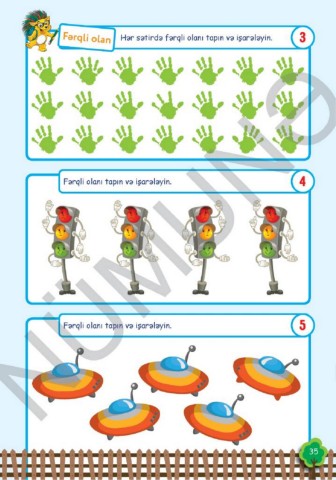 Fərqli olan
Hər sətirdə fərqli olanı tapın və işarələyin.
3
Fərqli olanı tapın və işarələyin.
4
Fərqli olanı tapın və işarələyin.
5
NÜMUNƏ
35